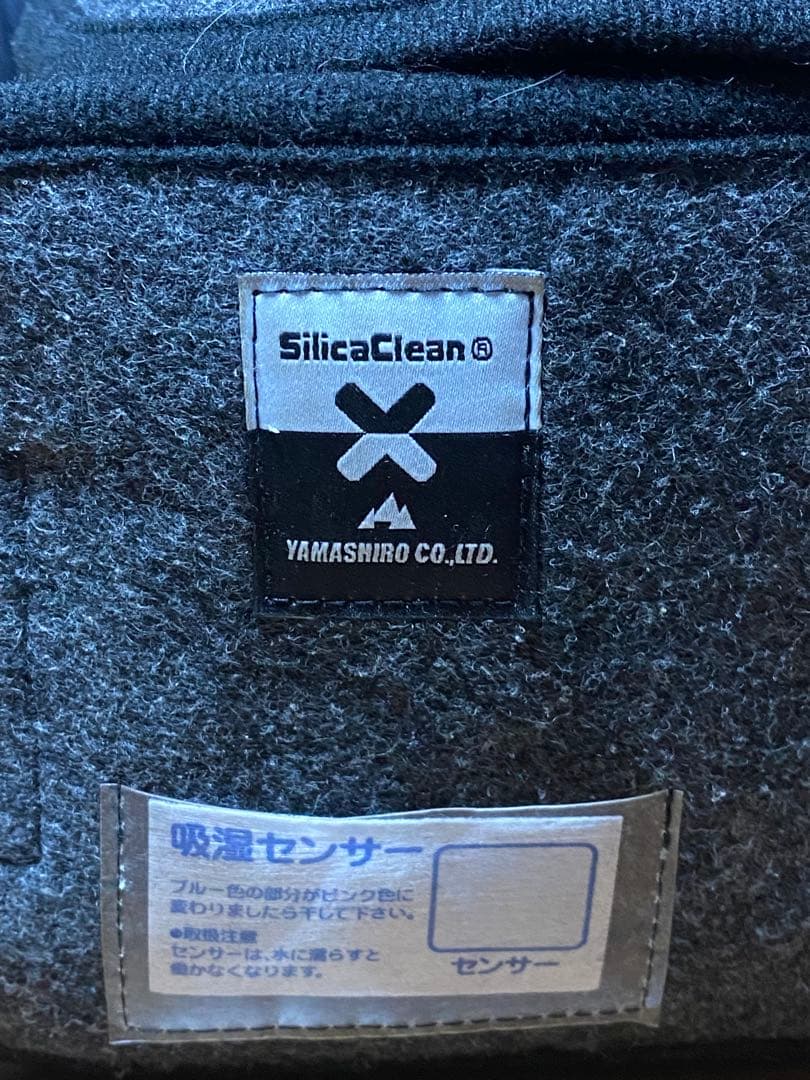 SilicaClean®
YAMASHIRO CO.,LTD.
吸湿センサー
ブルー色の部分がピンク色に
変わりましたら干して下さい。
●取扱注意
センサーは、水に濡らすと
働かなくなります。
センサー